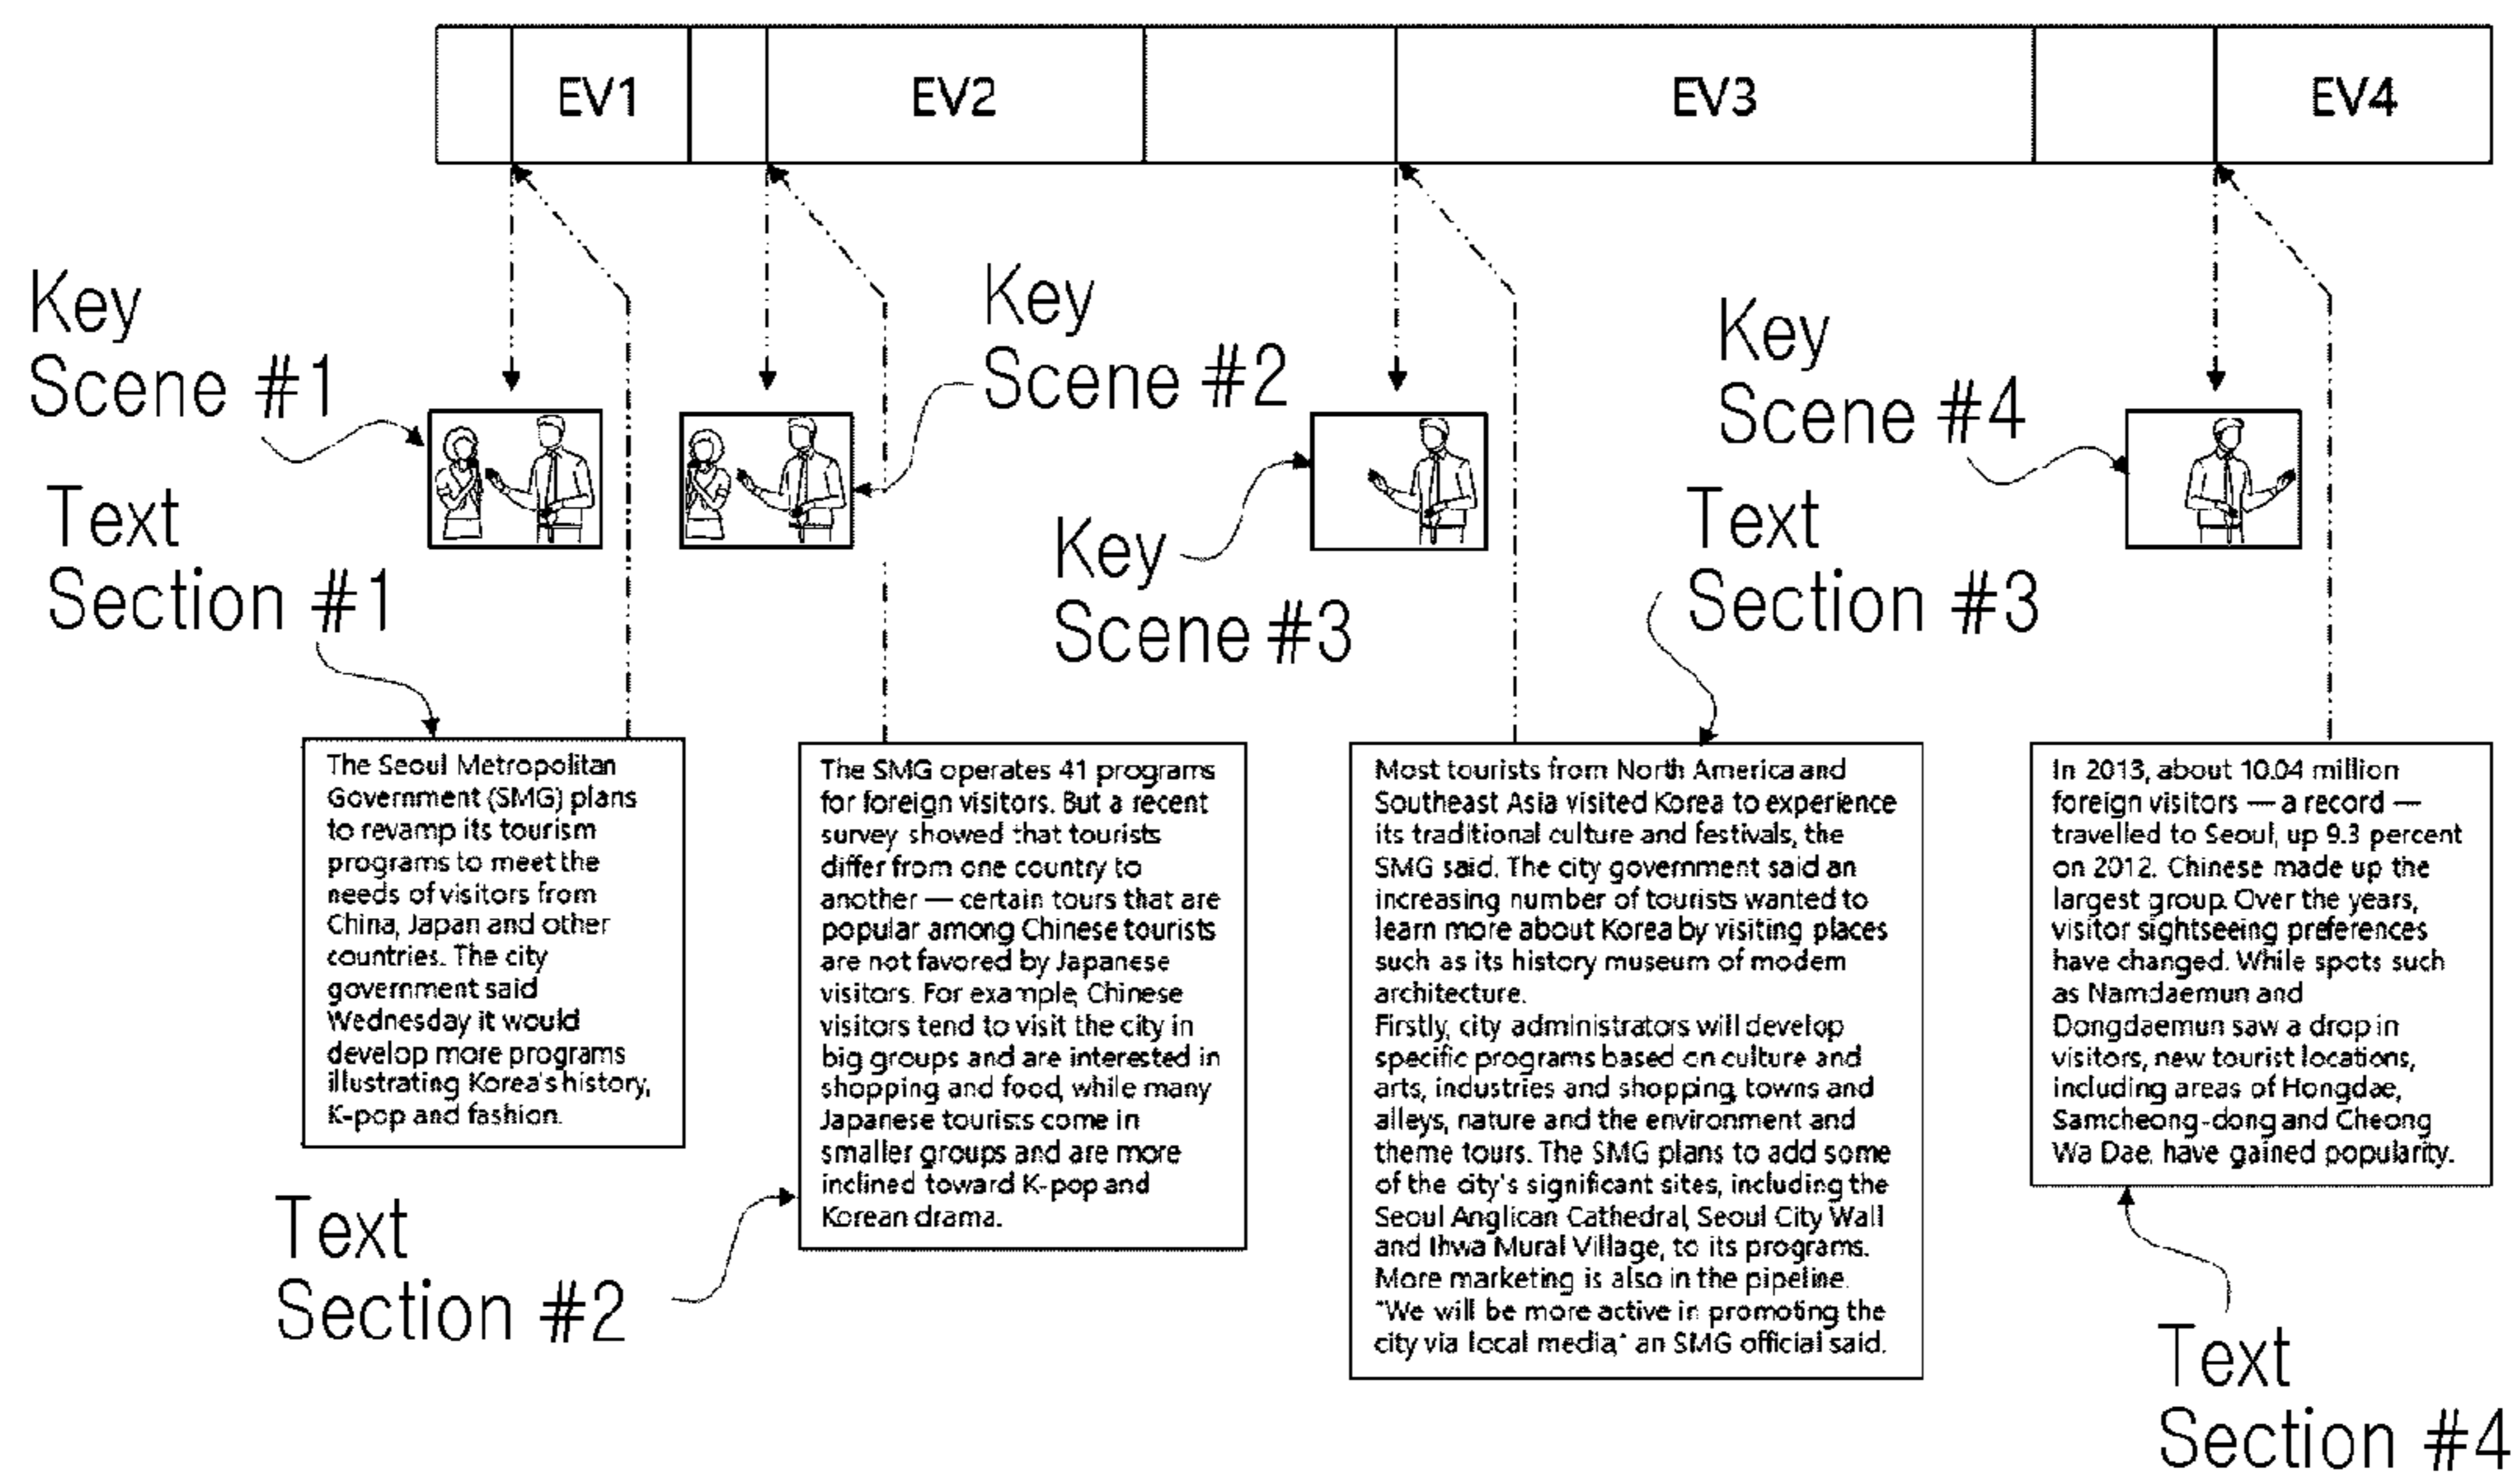 EV1
EV2
EV3
EV4
Key
Scene #1
Key
Scene #2
Key
Scene #3
Key
Scene #4
Text
Section #1
Text
Section #3
The Seoul Metropolitan
Government (SMG) plans
to revamp its tourism
programs to meet the
needs of visitors from
China, Japan and other
countries. The city
government said
Wednesday it would
develop more programs
illustrating Korea's history,
K-pop and fashion.
The SMG operates 41 programs
for foreign visitors. But a recent
survey showed that tourists
differ from one country to
another — certain tours that are
popular among Chinese tourists
are not favored by Japanese
visitors. For example, Chinese
visitors tend to visit the city in
big groups and are interested in
shopping and food, while many
Japanese tourists come in
smaller groups and are more
inclined toward K-pop and
Korean drama.
Most tourists from North America and
Southeast Asia visited Korea to experience
its traditional culture and festivals, the
SMG said. The city government said an
increasing number of tourists wanted to
learn more about Korea by visiting places
such as its history museum of modern
architecture.
Firstly, city administrators will develop
specific programs based on culture and
arts, industries and shopping, towns and
alleys, nature and the environment and
theme tours. The SMG plans to add some
of the city's significant sites, including the
Seoul Anglican Cathedral, Seoul City Wall
and Ihwa Mural Village, to its programs.
More marketing is also in the pipeline.
"We will be more active in promoting the
city via local media," an SMG official said.
In 2013, about 10.04 million
foreign visitors — a record —
travelled to Seoul, up 9.3 percent
on 2012. Chinese made up the
largest group. Over the years,
visitor sightseeing preferences
have changed. While spots such
as Namdaemun and
Dongdaemun saw a drop in
visitors, new tourist locations,
including areas of Hongdae,
Samcheong-dong and Cheong
Wa Dae, have gained popularity.
Text
Section #2
Text
Section #4